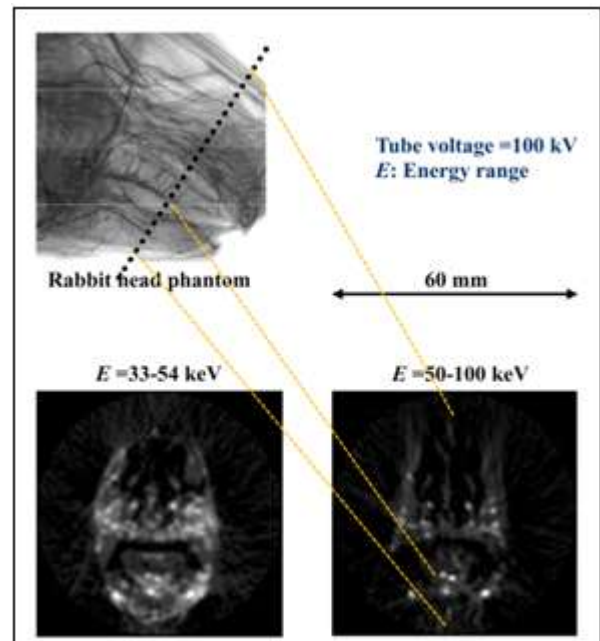 Tube voltage =100 kV
E: Energy range
Rabbit head phantom
60 mm
E =33-54 keV
E =50-100 keV